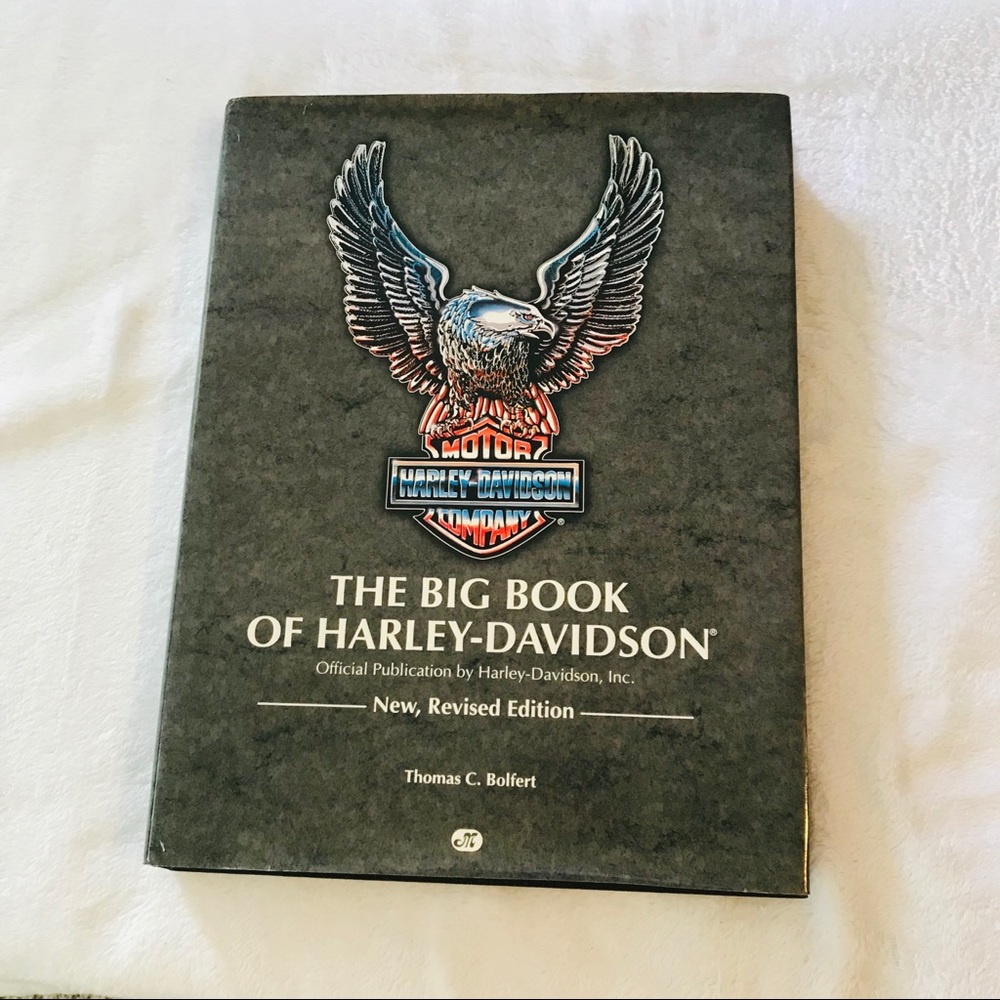 MOTOR
HARLEY-DAVIDSON
COMPANY
®
THE BIG BOOK
OF HARLEY-DAVIDSON®
Official Publication by Harley-Davidson, Inc.
New, Revised Edition
Thomas C. Bolfert
M